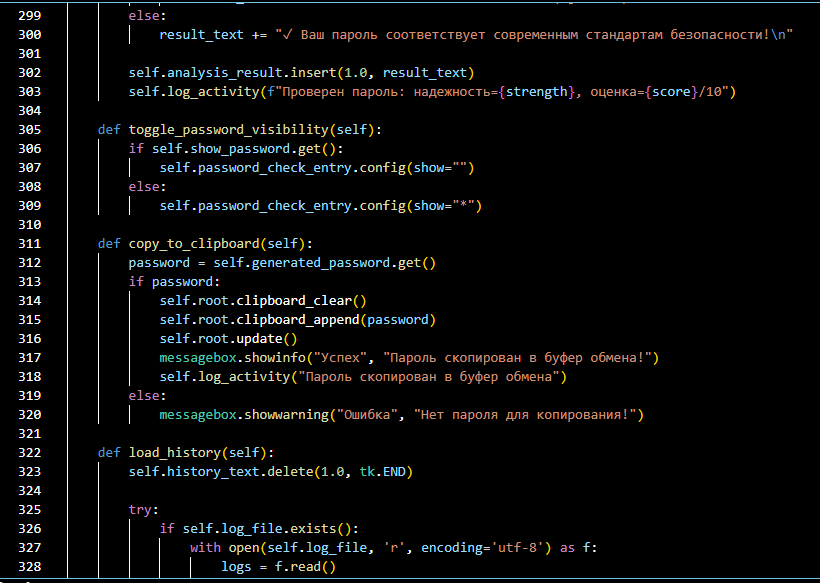 299 else:
300 result_text += "√ Ваш пароль соответствует современным стандартам безопасности!\n"
301
302 self.analysis_result.insert(1.0, result_text)
303 self.log_activity(f"Проверен пароль: надежность={strength}, оценка={score}/10")
304
305 def toggle_password_visibility(self):
306 if self.show_password.get():
307 self.password_check_entry.config(show="")
308 else:
309 self.password_check_entry.config(show="*")
310
311 def copy_to_clipboard(self):
312 password = self.generated_password.get()
313 if password:
314 self.root.clipboard_clear()
315 self.root.clipboard_append(password)
316 self.root.update()
317 messagebox.showinfo("Успех", "Пароль скопирован в буфер обмена!")
318 self.log_activity("Пароль скопирован в буфер обмена")
319 else:
320 messagebox.showwarning("Ошибка", "Нет пароля для копирования!")
321
322 def load_history(self):
323 self.history_text.delete(1.0, tk.END)
324
325 try:
326 if self.log_file.exists():
327 with open(self.log_file, 'r', encoding='utf-8') as f:
328 logs = f.read()